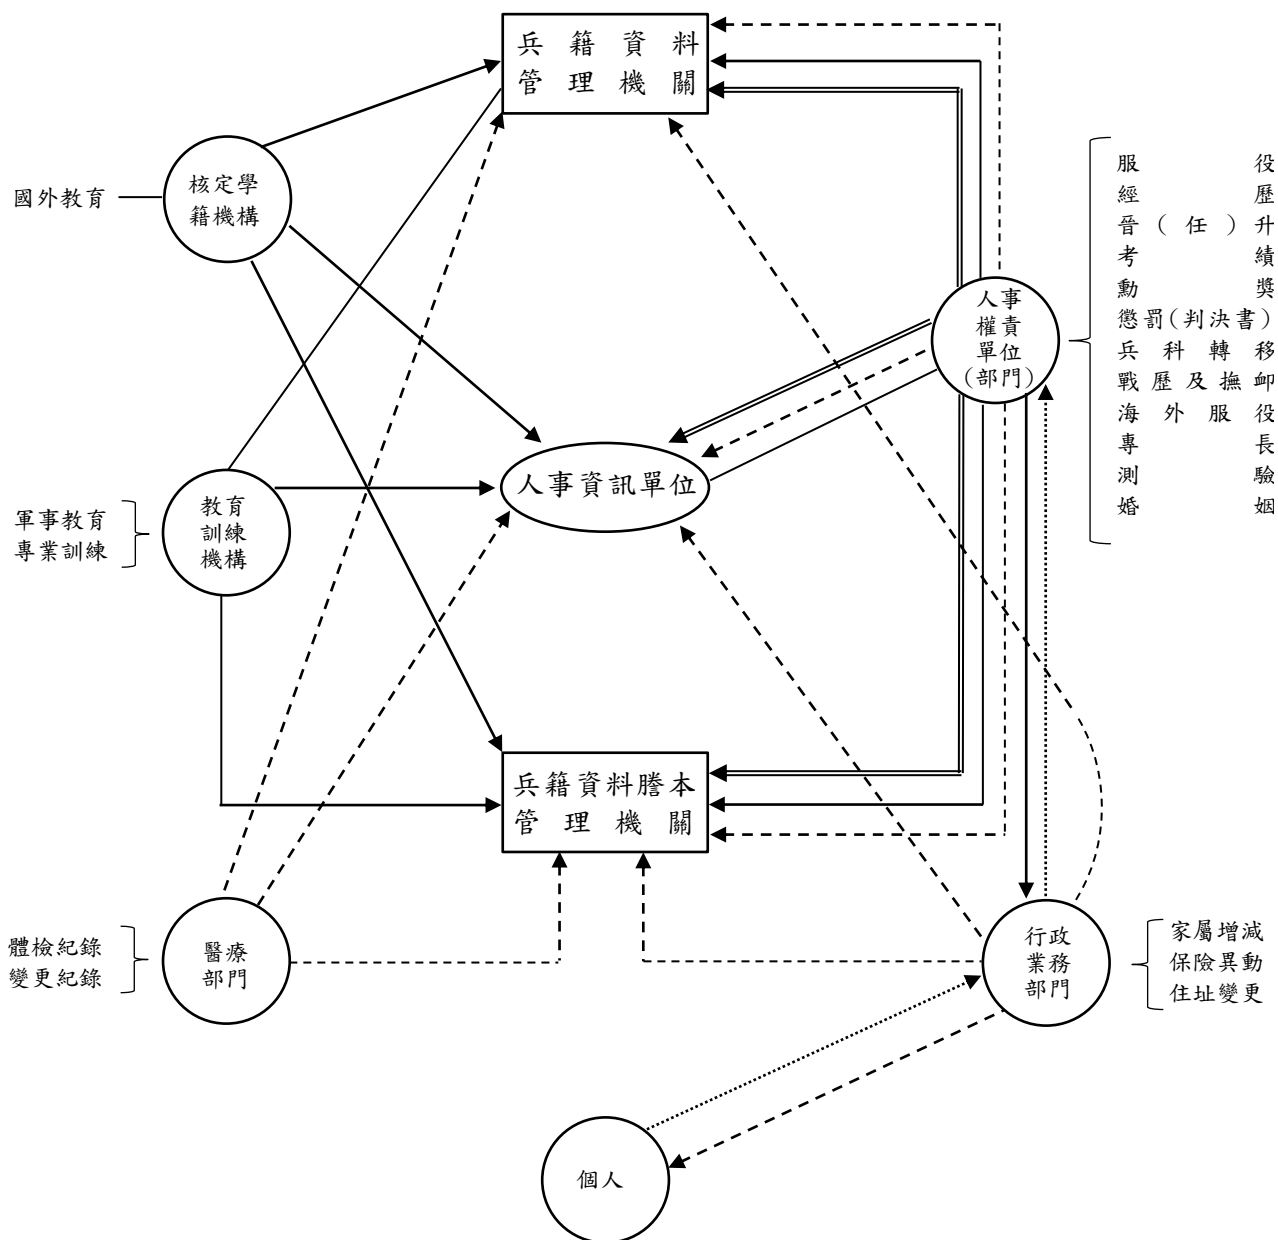 兵籍資料
管理機關
國外教育
核定學
籍機構
人事
權責
單位
(部門)
服役
經歷
晉(任)升
考績
勳獎
懲罰(判決書)
兵科轉移
戰歷及撫卹
海外服役
專長
測驗
婚姻
人事資訊單位
軍事教育
專業訓練
教育
訓練
機構
兵籍資料謄本
管理機關
體檢紀錄
變更紀錄
醫療
部門
行政
業務
部門
家屬增減
保險異動
住址變更
個人